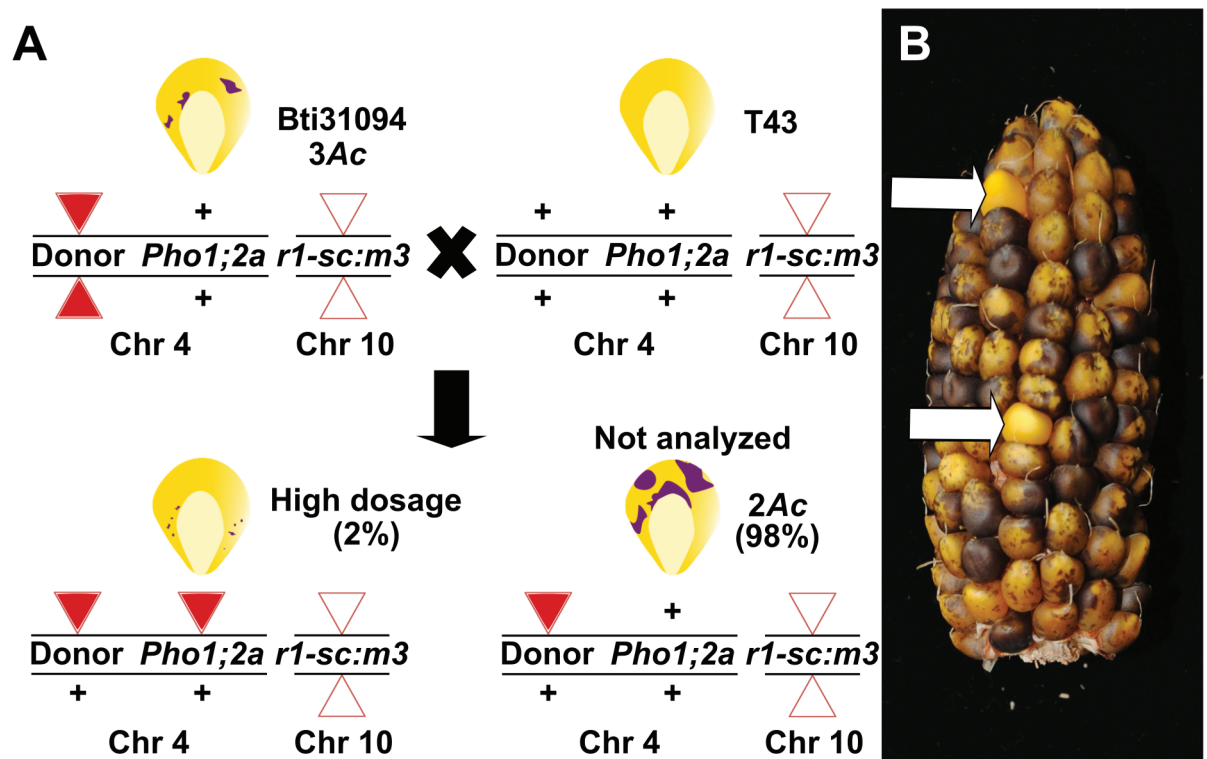 A
Bti31094
3Ac
T43
+
+ +
Donor Pho1;2a r1-sc:m3
Donor Pho1;2a r1-sc:m3
+
+ +
Chr 4 Chr 10
Chr 4 Chr 10
High dosage
(2%)
Not analyzed
2Ac
(98%)
+
Donor Pho1;2a r1-sc:m3
Donor Pho1;2a r1-sc:m3
+ +
+ +
Chr 4 Chr 10
Chr 4 Chr 10
B